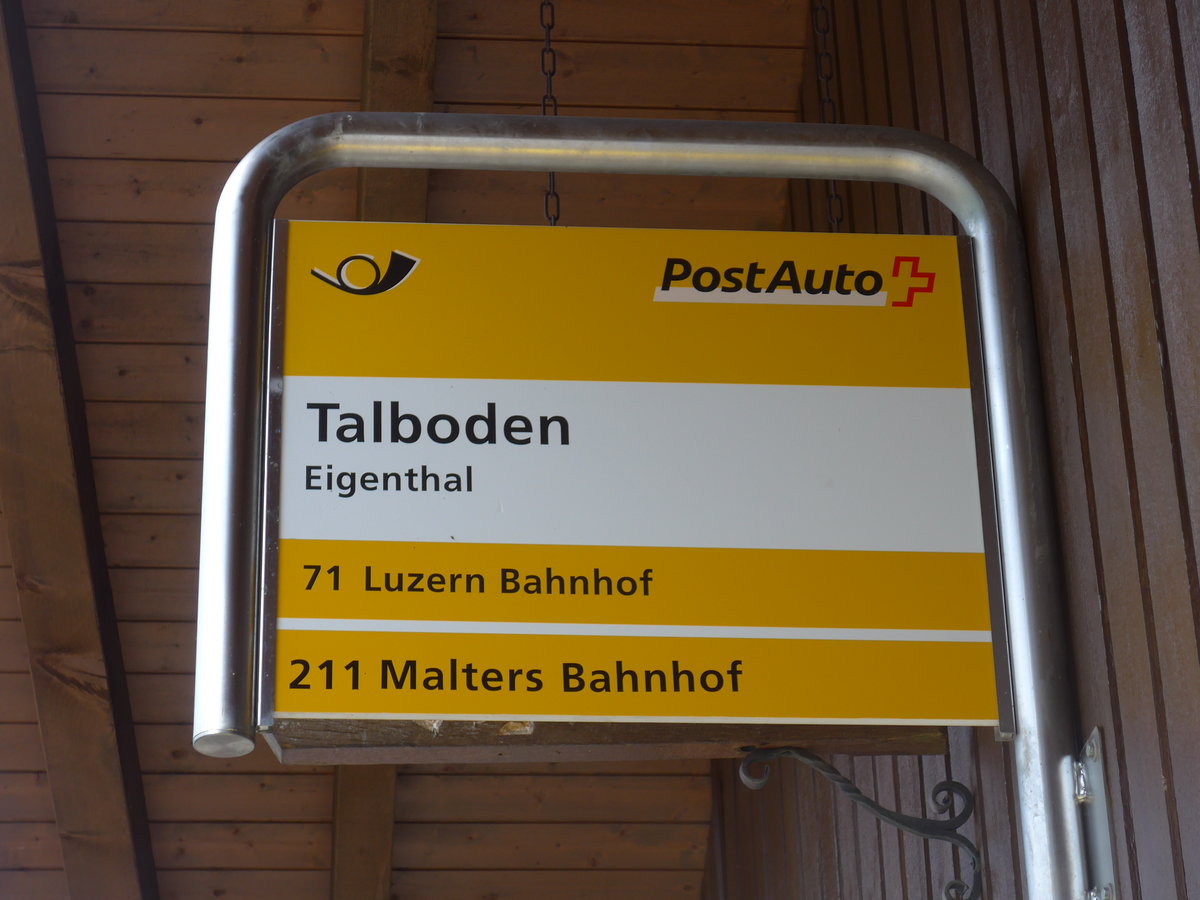 PostAuto
Talboden
Eigenthal
71 Luzern Bahnhof
211 Malters Bahnhof